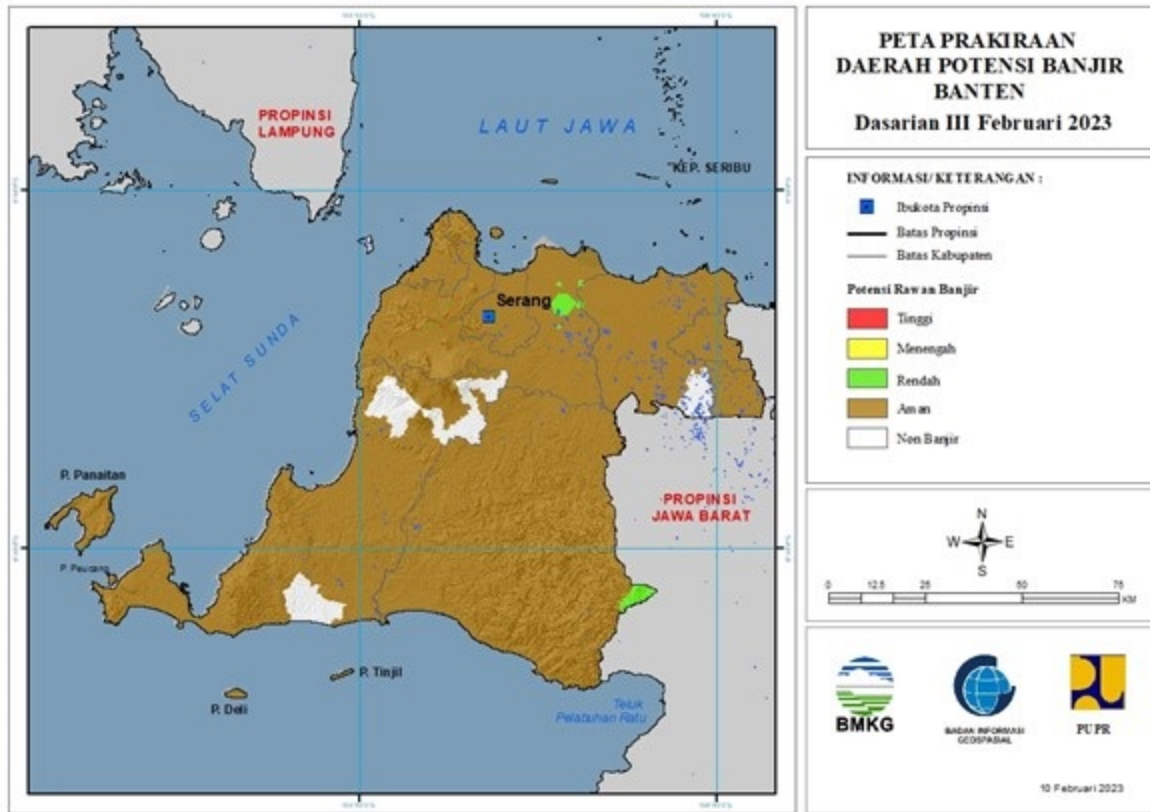 PROPINSI
LAMPUNG
LAUT JAWA
KEP. SERIBU
Serang
SELAT SUNDA
P. Panaitan
PROPINSI
JAWA BARAT
P. Peucang
P. Tinjil
P. Deli
Teluk
Pelabuhan Ratu
PETA PRAKIRAAN
DAERAH POTENSI BANJIR
BANTEN
Dasarian III Februari 2023
INFORMASI/KETERANGAN :
Ibukota Propinsi
Batas Propinsi
Batas Kabupaten
Potensi Rawan Banjir
Tinggi
Menengah
Rendah
Aman
Non Banjir
N
W E
S
0 12.5 25 50 75
KM
BMKG
BADAN INFORMASI
GEOSPASIAL
PUPR
10 Februari 2023